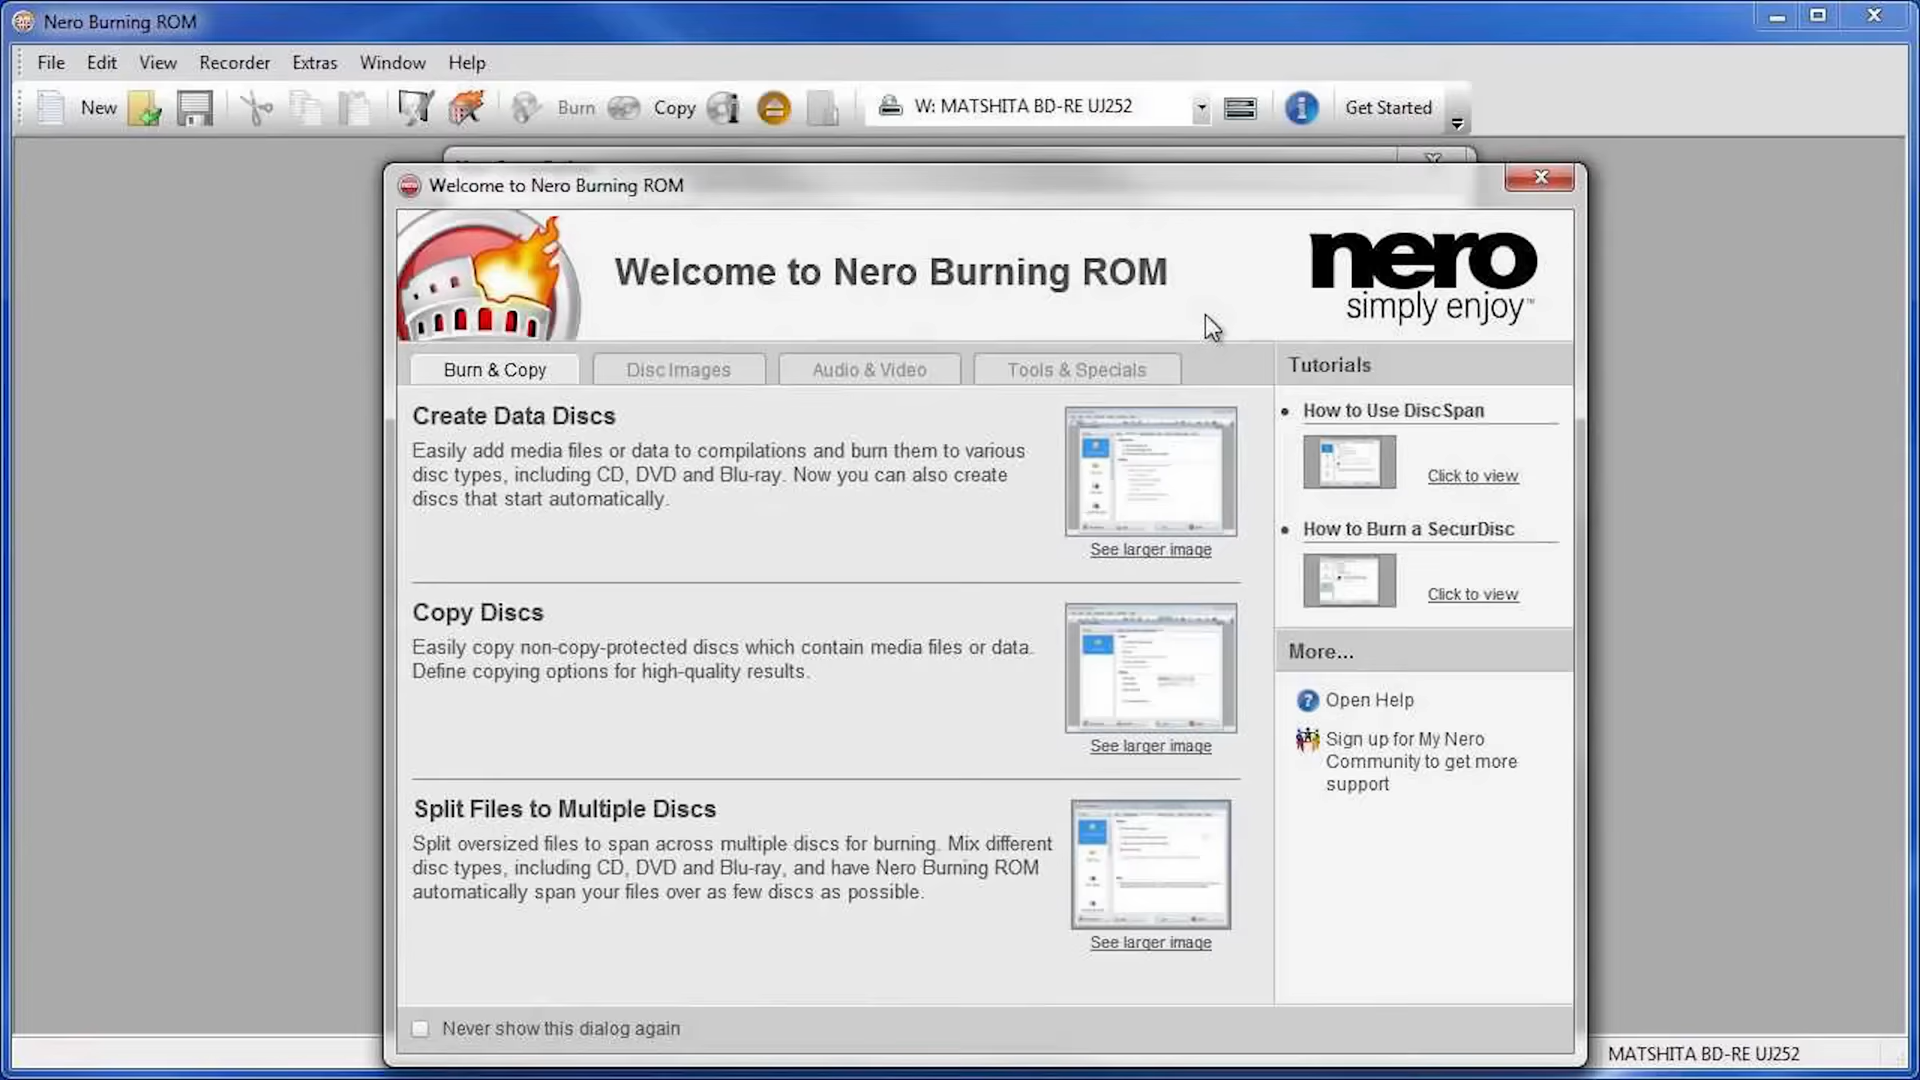 Nero Burning ROM
File Edit View Recorder Extras Window Help
New Burn Copy W: MATSHITA BD-RE UJ252 Get Started
Welcome to Nero Burning ROM
Welcome to Nero Burning ROM
nero
simply enjoy™
Burn & Copy Disc Images Audio & Video Tools & Specials
Create Data Discs
Easily add media files or data to compilations and burn them to various
disc types, including CD, DVD and Blu-ray. Now you can also create
discs that start automatically.
See larger image
Copy Discs
Easily copy non-copy-protected discs which contain media files or data.
Define copying options for high-quality results.
See larger image
Split Files to Multiple Discs
Split oversized files to span across multiple discs for burning. Mix different
disc types, including CD, DVD and Blu-ray, and have Nero Burning ROM
automatically span your files over as few discs as possible.
See larger image
Tutorials
How to Use DiscSpan
Click to view
How to Burn a SecurDisc
Click to view
More...
Open Help
Sign up for My Nero
Community to get more
support
Never show this dialog again
MATSHITA BD-RE UJ252